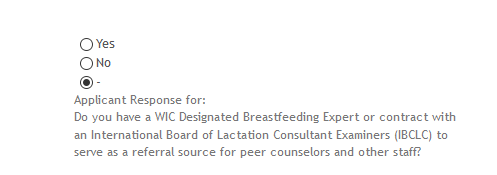 Yes
No
-
Applicant Response for:
Do you have a WIC Designated Breastfeeding Expert or contract with
an International Board of Lactation Consultant Examiners (IBCLC) to
serve as a referral source for peer counselors and other staff?